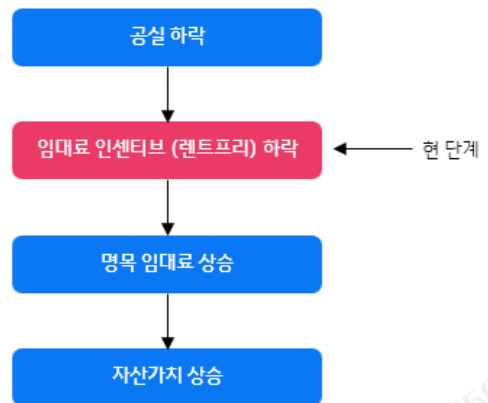 공실 하락
임대료 인센티브 (렌트프리) 하락
현 단계
명목 임대료 상승
자산가치 상승